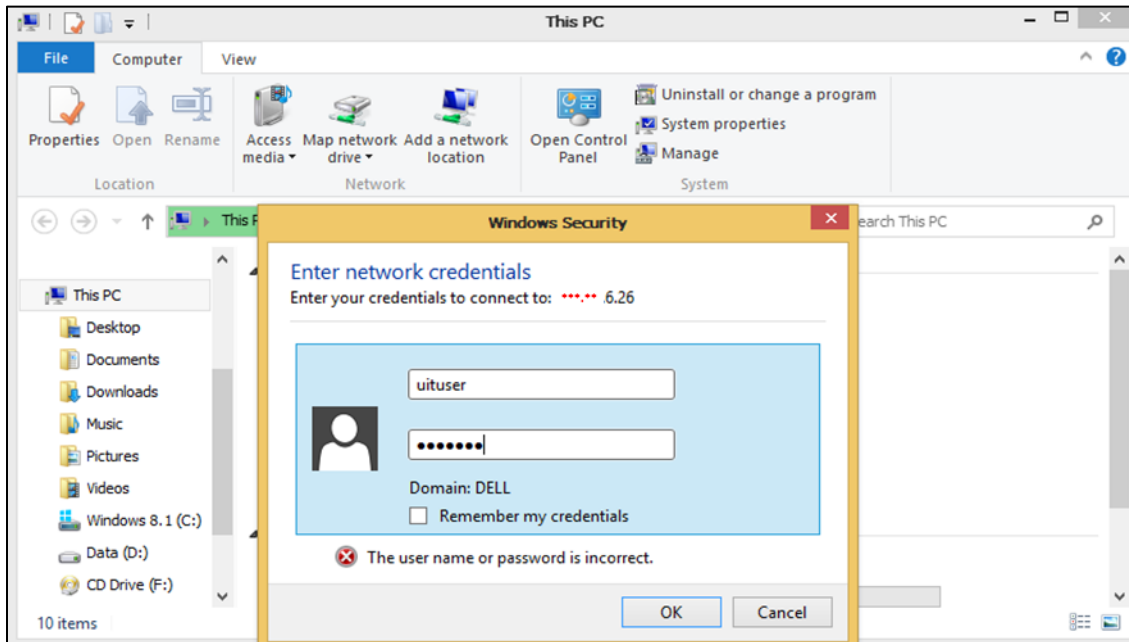 This PC
File Computer View
Properties Open Rename
Access media
Map network drive
Add a network location
Open Control Panel
Uninstall or change a program
System properties
Manage
Location
Network
System
This P
earch This PC
This PC
Desktop
Documents
Downloads
Music
Pictures
Videos
Windows 8.1 (C:)
Data (D:)
CD Drive (F:)
10 items
Windows Security
Enter network credentials
Enter your credentials to connect to: •••.•• .6.26
uituser
•••••••
Domain: DELL
Remember my credentials
The user name or password is incorrect.
OK Cancel